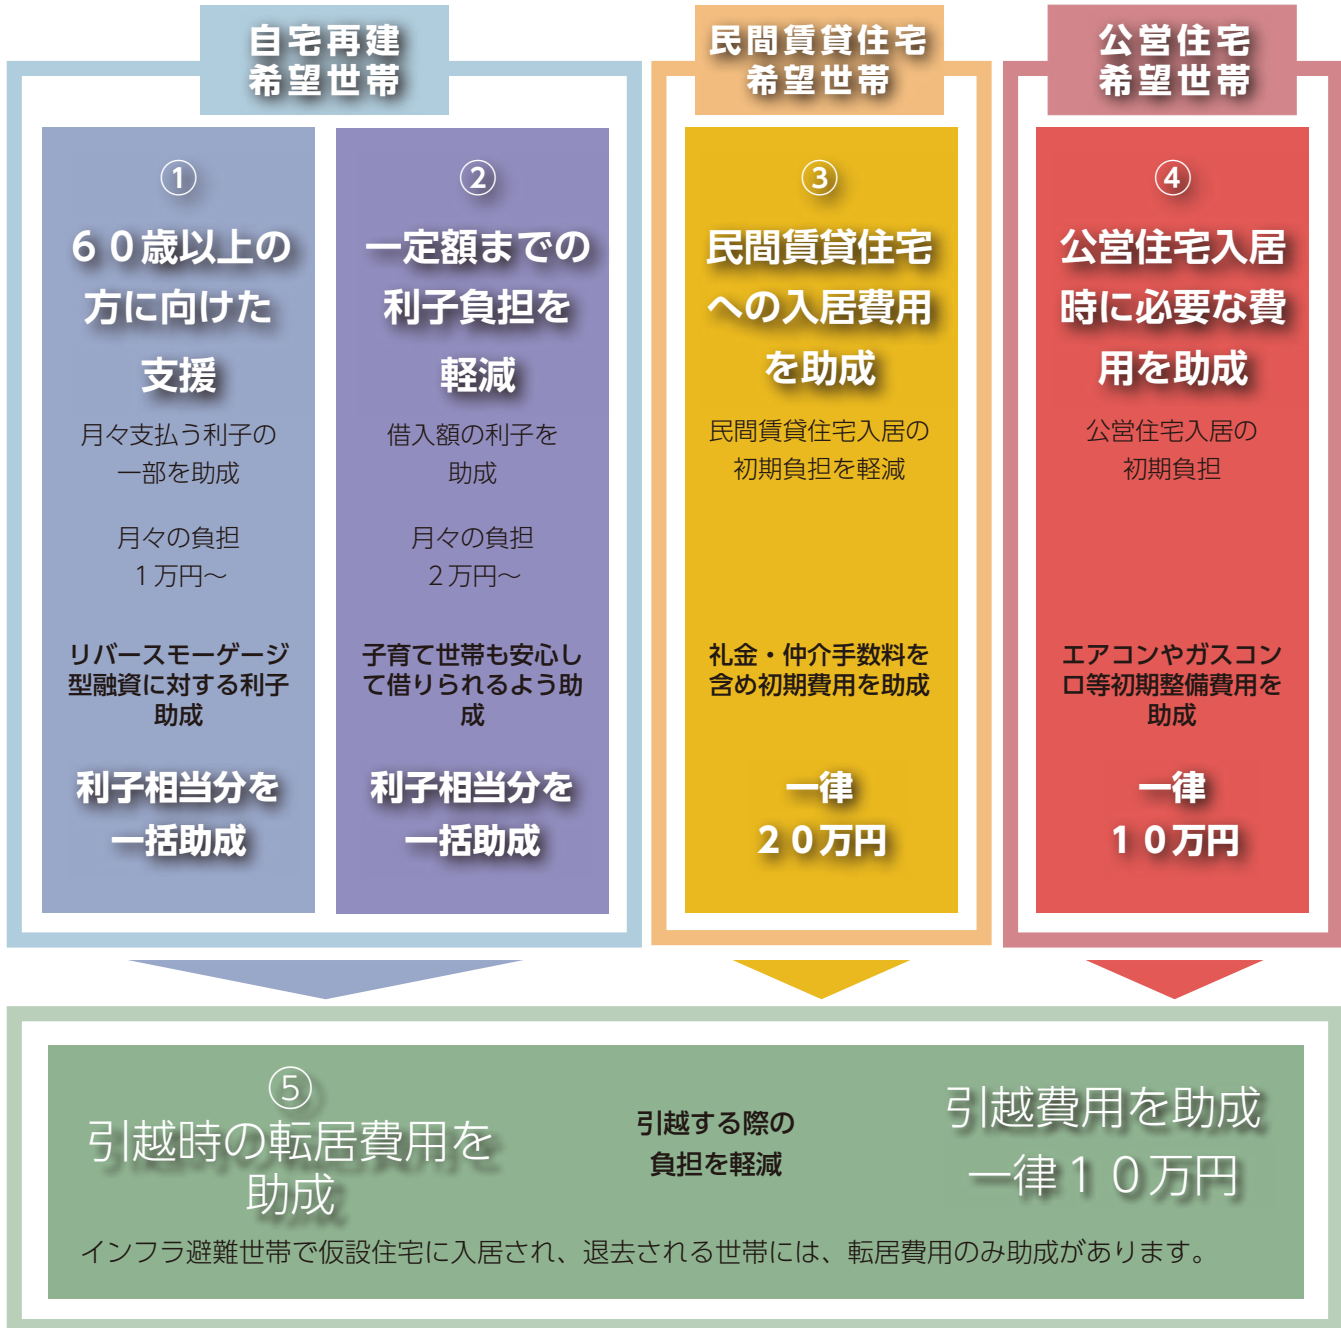 自宅再建
希望世帯
①
６０歳以上の
方に向けた
支援
月々支払う利子の
一部を助成
月々の負担
１万円～
リバースモーゲージ
型融資に対する利子
助成
利子相当分を
一括助成
②
一定額までの
利子負担を
軽減
借入額の利子を
助成
月々の負担
２万円～
子育て世帯も安心し
て借りられるよう助
成
利子相当分を
一括助成
民間賃貸住宅
希望世帯
③
民間賃貸住宅
への入居費用
を助成
民間賃貸住宅入居の
初期負担を軽減
礼金・仲介手数料を
含め初期費用を助成
一律
２０万円
公営住宅
希望世帯
④
公営住宅入居
時に必要な費
用を助成
公営住宅入居の
初期負担
エアコンやガスコン
ロ等初期整備費用を
助成
一律
１０万円
⑤
引越時の転居費用を
助成
引越する際の
負担を軽減
引越費用を助成
一律１０万円
インフラ避難世帯で仮設住宅に入居され、退去される世帯には、転居費用のみ助成があります。